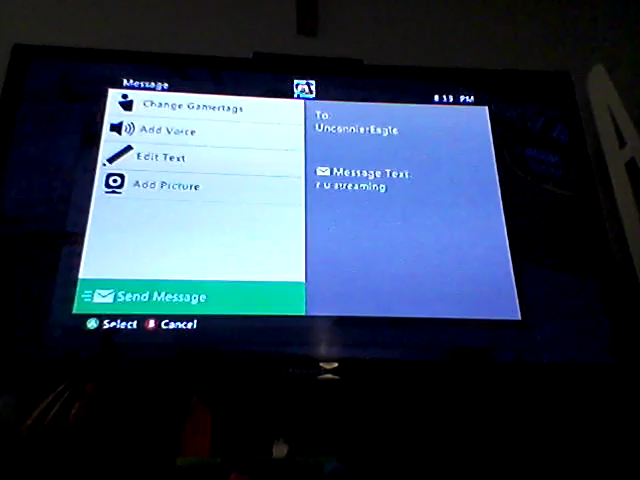 Message
8:33 PM
Change Gamertags
Add Voice
Edit Text
Add Picture
Send Message
To:
UncannierEagle
Message Text:
r u streaming
A Select B Cancel